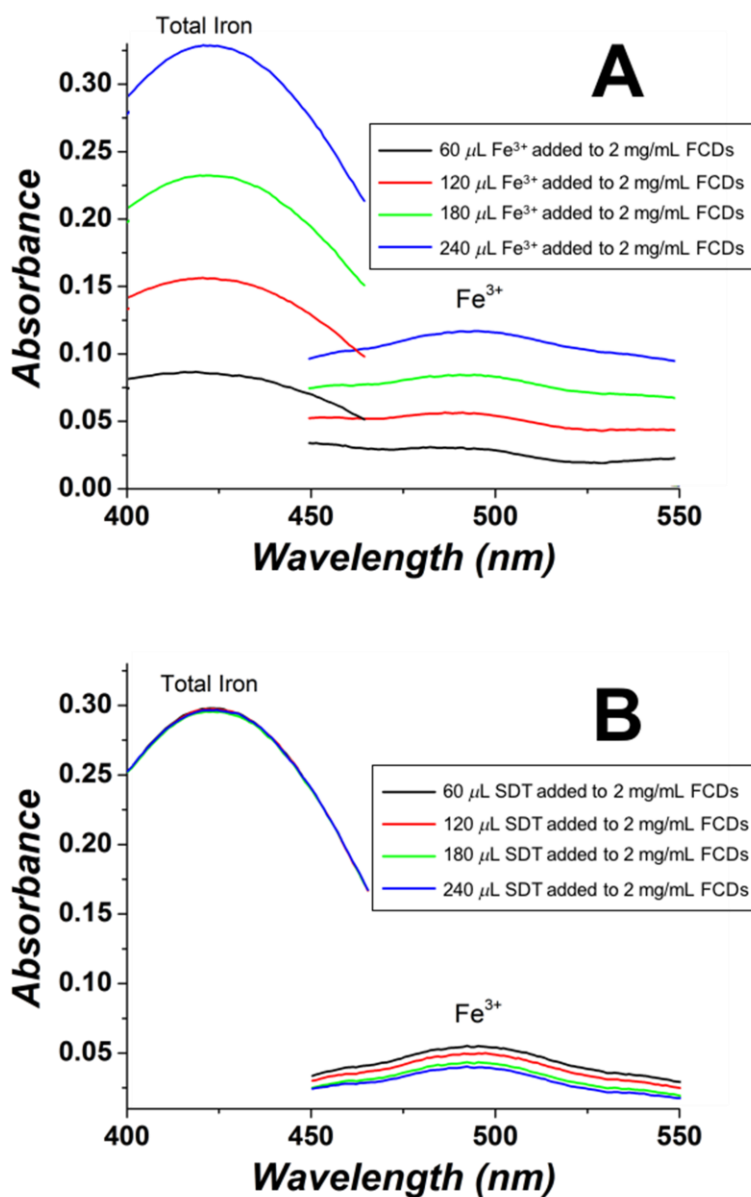 Total Iron
A
0.30
0.25
0.20
0.15
0.10
0.05
0.00
Absorbance
60 μL Fe³⁺ added to 2 mg/mL FCDs
120 μL Fe³⁺ added to 2 mg/mL FCDs
180 μL Fe³⁺ added to 2 mg/mL FCDs
240 μL Fe³⁺ added to 2 mg/mL FCDs
Fe³⁺
400 450 500 550
Wavelength (nm)
Total Iron
B
0.30
0.25
0.20
0.15
0.10
0.05
Absorbance
60 μL SDT added to 2 mg/mL FCDs
120 μL SDT added to 2 mg/mL FCDs
180 μL SDT added to 2 mg/mL FCDs
240 μL SDT added to 2 mg/mL FCDs
Fe³⁺
400 450 500 550
Wavelength (nm)